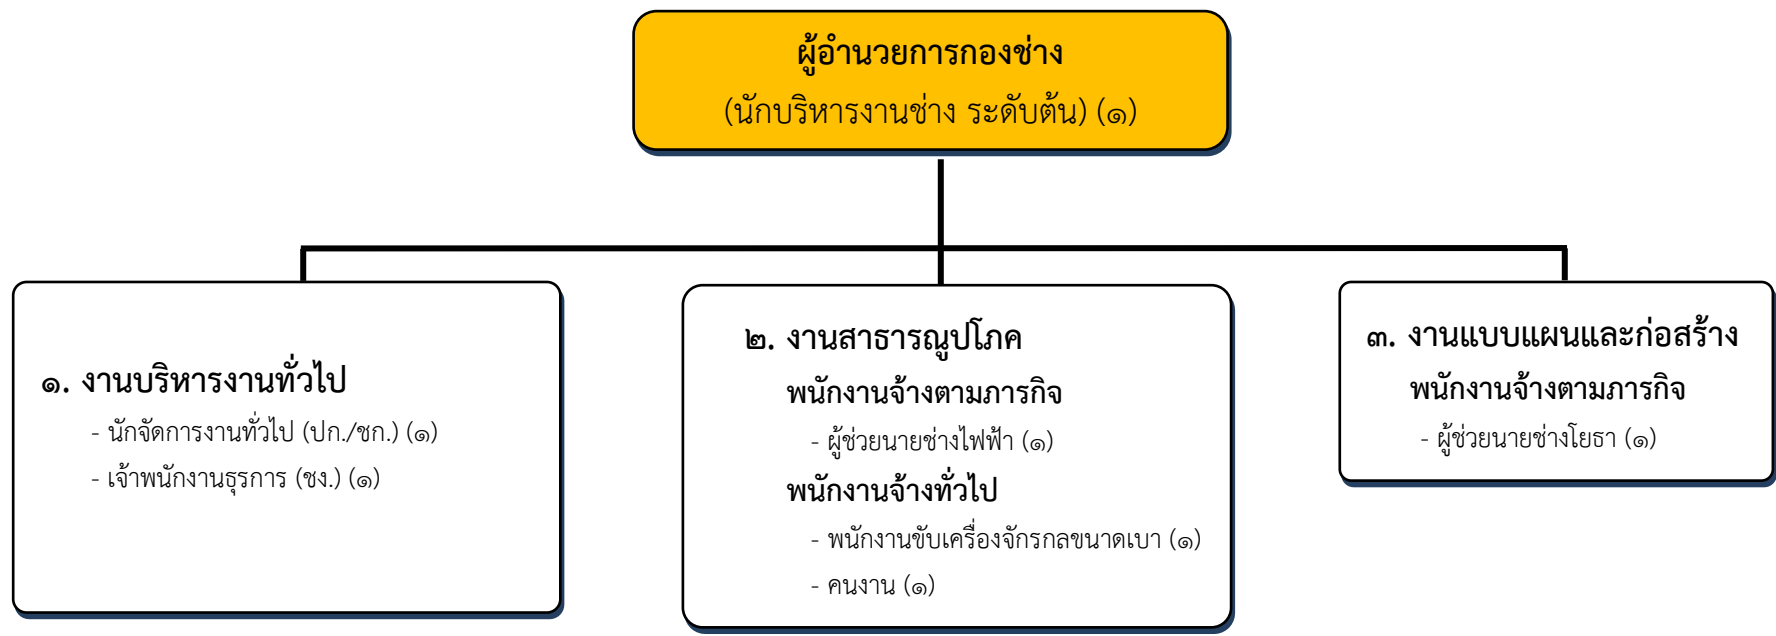 ผู้อำนวยการกองช่าง
(นักบริหารงานช่าง ระดับต้น) (๑)
๑. งานบริหารงานทั่วไป
- นักจัดการงานทั่วไป (ปก./ชก.) (๑)
- เจ้าพนักงานธุรการ (ชง.) (๑)
๒. งานสาธารณูปโภค
พนักงานจ้างตามภารกิจ
- ผู้ช่วยนายช่างไฟฟ้า (๑)
พนักงานจ้างทั่วไป
- พนักงานขับเครื่องจักรกลขนาดเบา (๑)
- คนงาน (๑)
๓. งานแบบแผนและก่อสร้าง
พนักงานจ้างตามภารกิจ
- ผู้ช่วยนายช่างโยธา (๑)